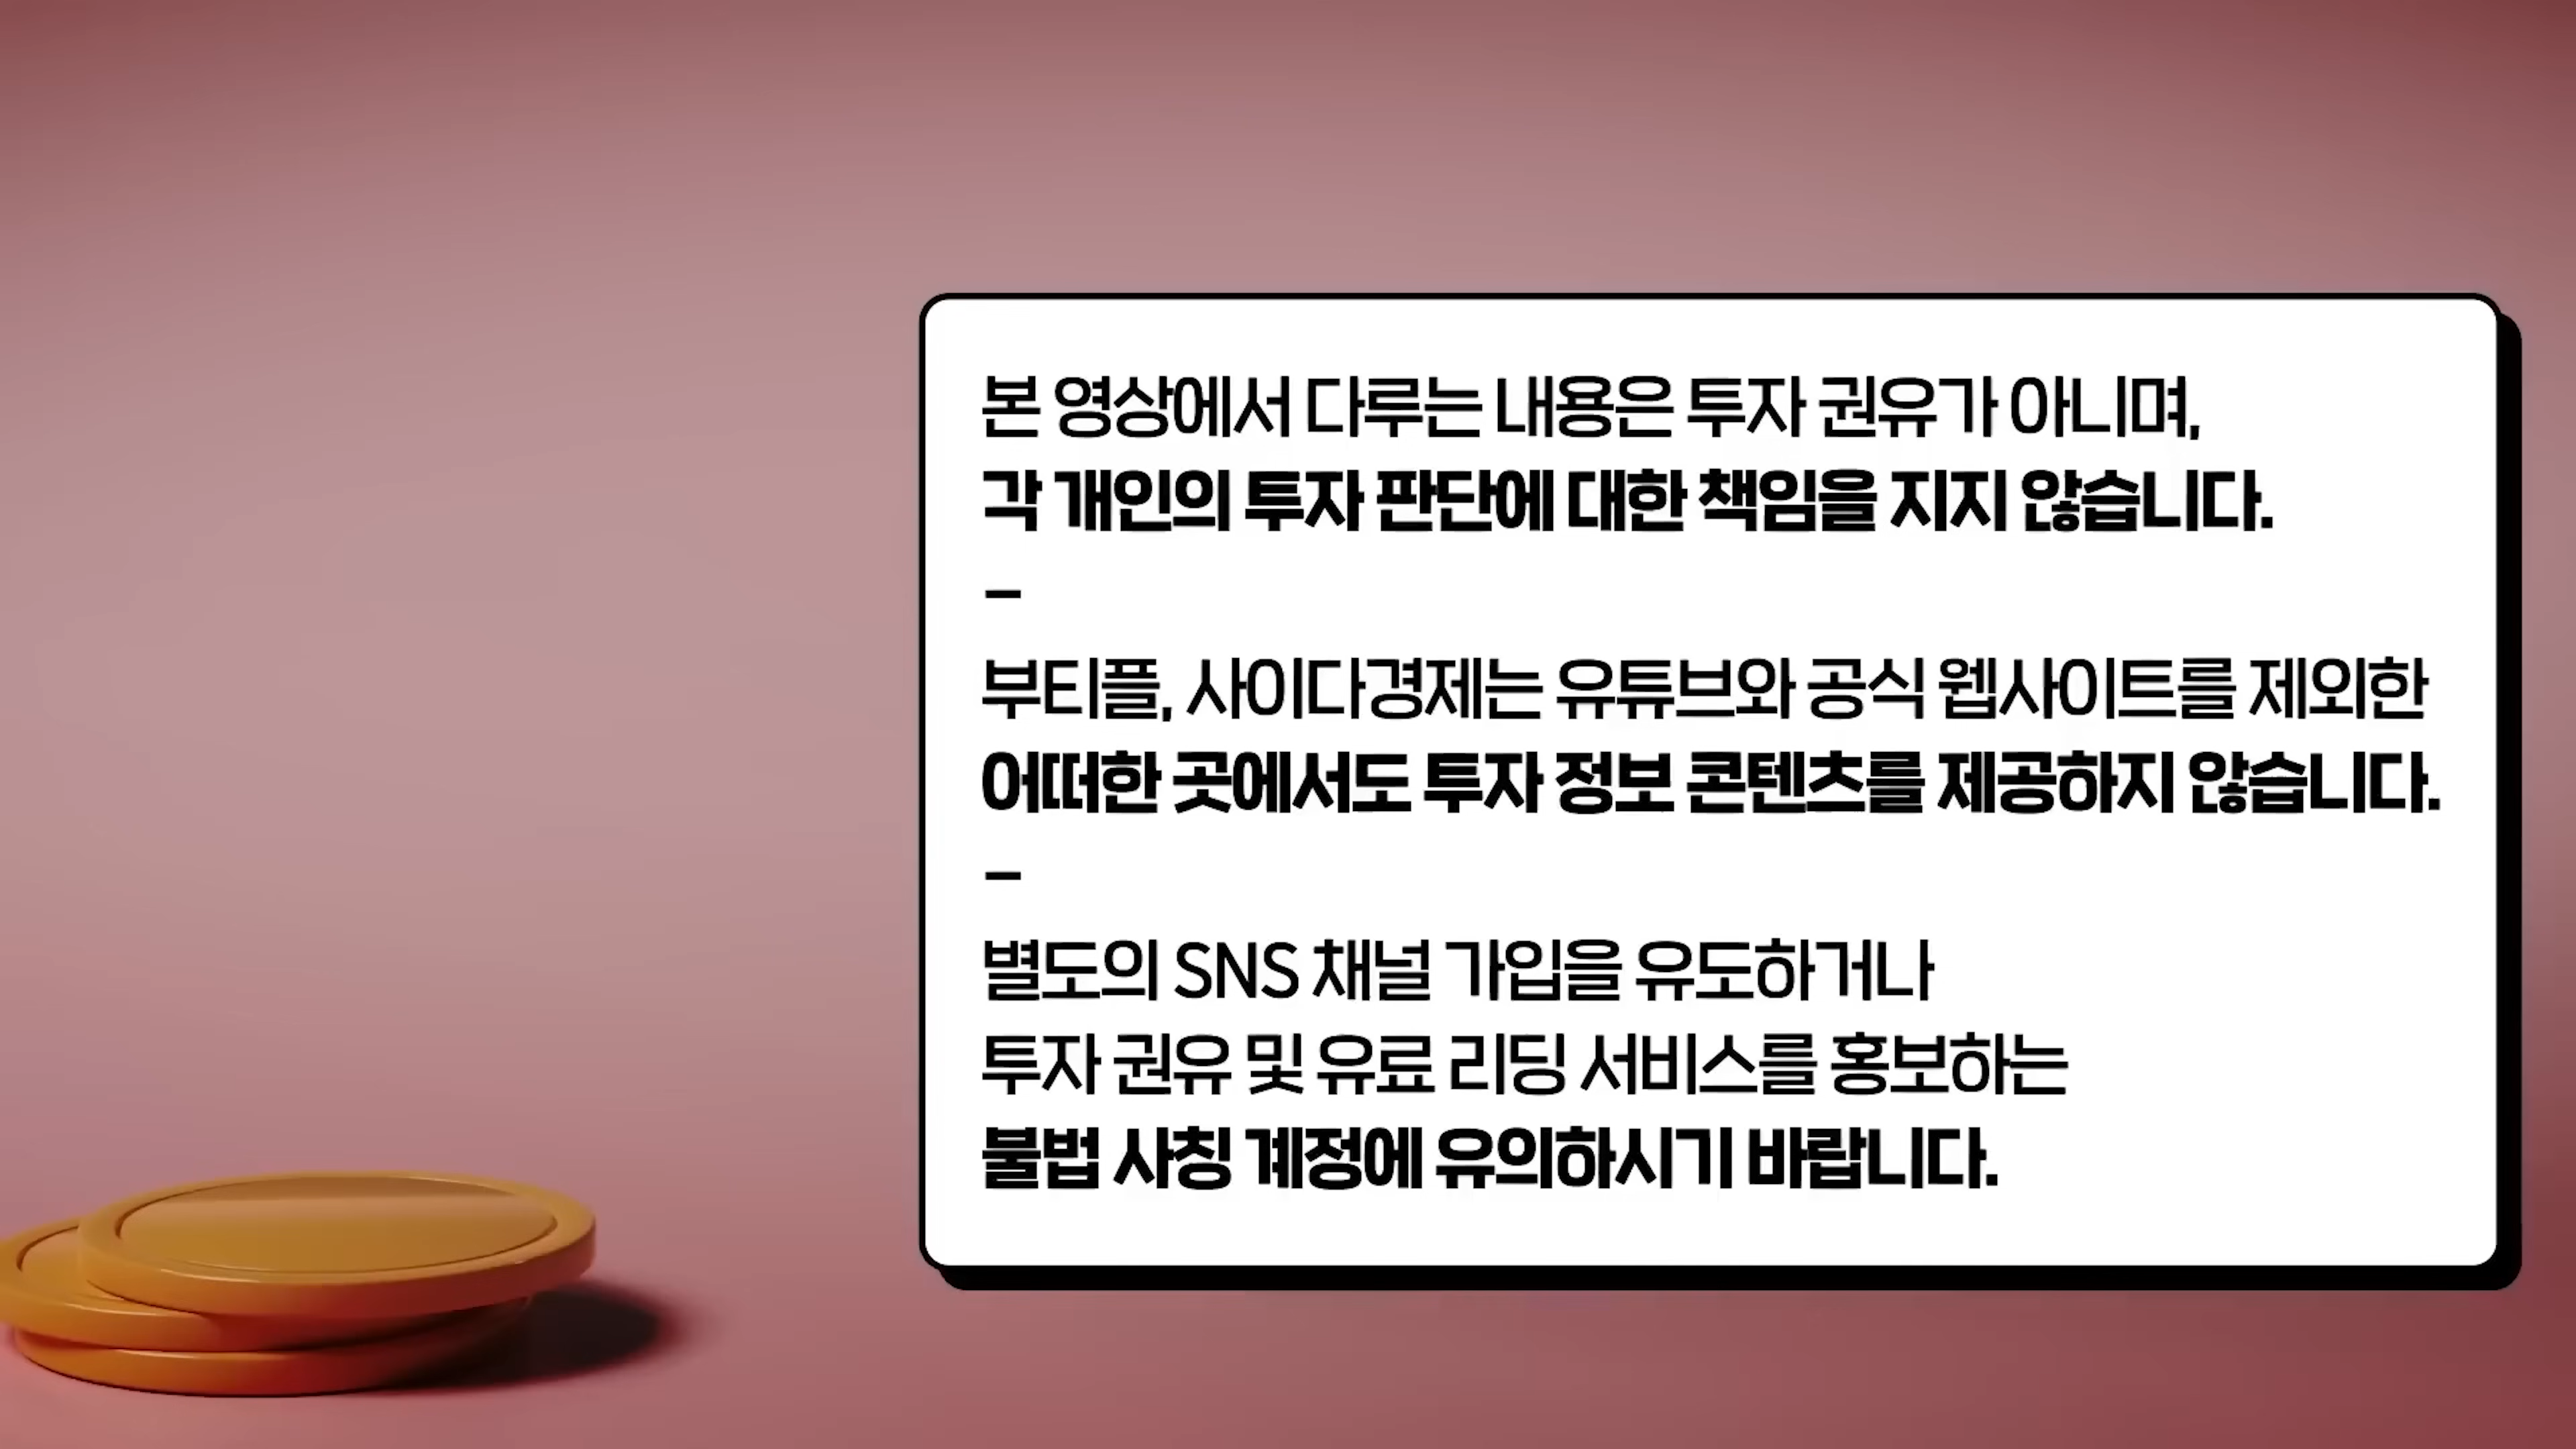 본 영상에서 다루는 내용은 투자 권유가 아니며,
각 개인의 투자 판단에 대한 책임을 지지 않습니다.
–
부티플, 사이다경제는 유튜브와 공식 웹사이트를 제외한
어떠한 곳에서도 투자 정보 콘텐츠를 제공하지 않습니다.
–
별도의 SNS 채널 가입을 유도하거나
투자 권유 및 유료 리딩 서비스를 홍보하는
불법 사칭 계정에 유의하시기 바랍니다.